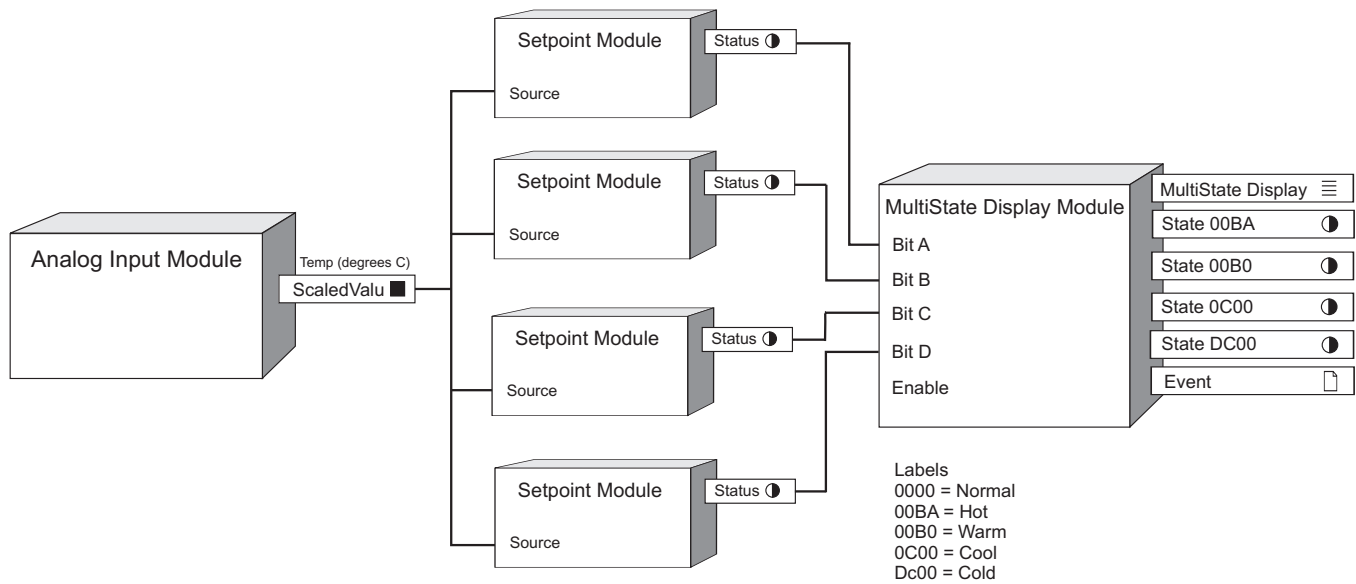 Setpoint Module
Status
Source
Setpoint Module
Status
Source
Analog Input Module
Temp (degrees C)
ScaledValu
Setpoint Module
Status
Source
Setpoint Module
Status
Source
MultiState Display Module
Bit A
Bit B
Bit C
Bit D
Enable
MultiState Display
State 00BA
State 00B0
State 0C00
State DC00
Event
Labels
0000 = Normal
00BA = Hot
00B0 = Warm
0C00 = Cool
Dc00 = Cold